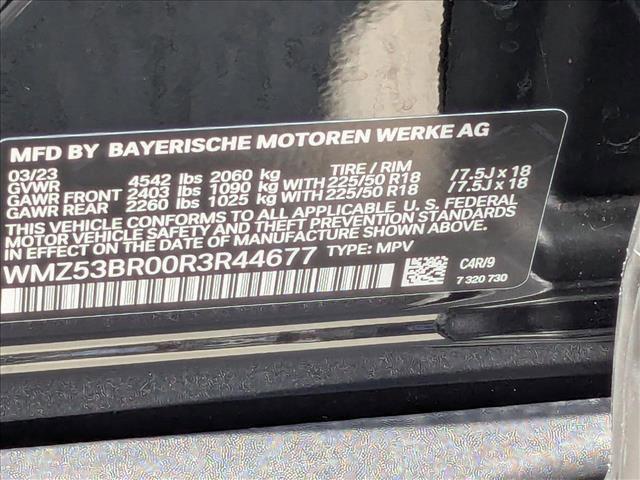 MFD BY BAYERISCHE MOTOREN WERKE AG
03/23 TIRE / RIM
GVWR 4542 lbs 2060 kg
GAWR FRONT 2403 lbs 1090 kg WITH 225/50 R18 /7.5J x 18
GAWR REAR 2260 lbs 1025 kg WITH 225/50 R18 /7.5J x 18
THIS VEHICLE CONFORMS TO ALL APPLICABLE U. S. FEDERAL
MOTOR VEHICLE SAFETY AND THEFT PREVENTION STANDARDS
IN EFFECT ON THE DATE OF MANUFACTURE SHOWN ABOVE.
WMZ53BR00R3R44677 TYPE: MPV
C4R/9
7 320 730